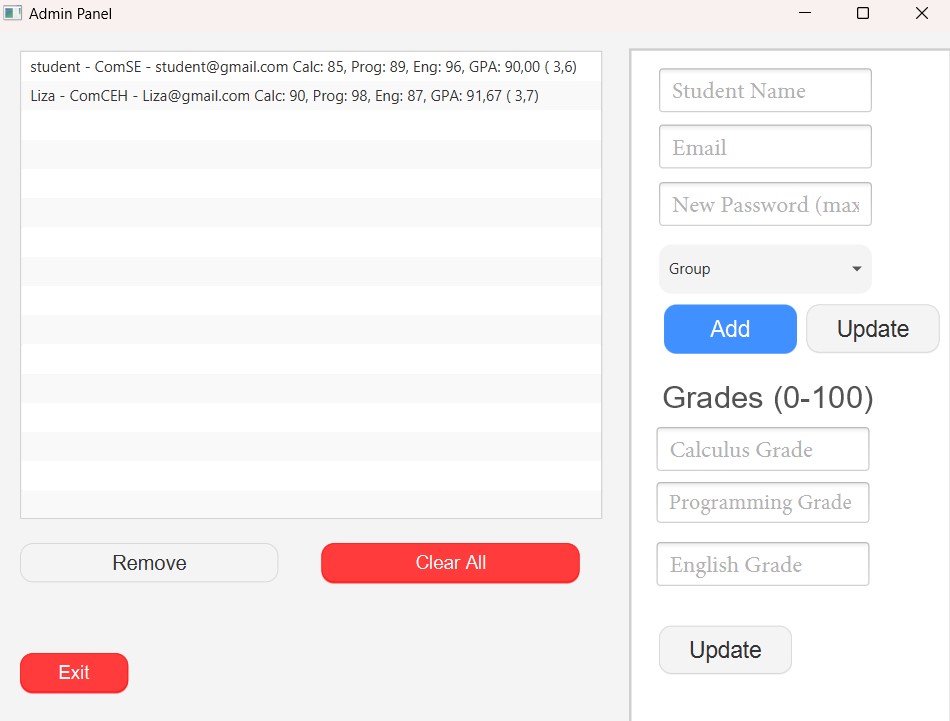 Admin Panel
student - ComSE - student@gmail.com Calc: 85, Prog: 89, Eng: 96, GPA: 90,00 ( 3,6)
Liza - ComCEH - Liza@gmail.com Calc: 90, Prog: 98, Eng: 87, GPA: 91,67 ( 3,7)
Remove
Clear All
Exit
Student Name
Email
New Password (max
Group
Add
Update
Grades (0-100)
Calculus Grade
Programming Grade
English Grade
Update